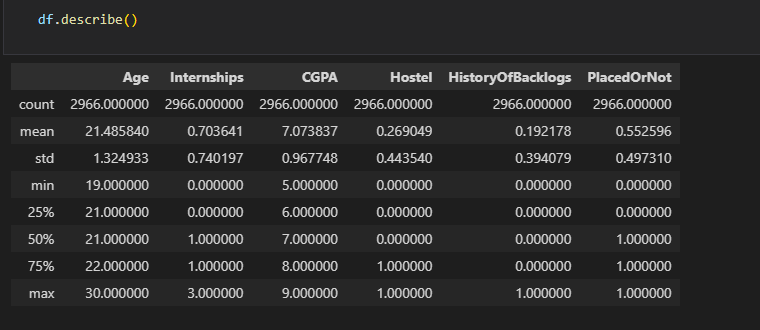 df.describe()
Age Internships CGPA Hostel HistoryOfBacklogs PlacedOrNot
count 2966.000000 2966.000000 2966.000000 2966.000000 2966.000000 2966.000000
mean 21.485840 0.703641 7.073837 0.269049 0.192178 0.552596
std 1.324933 0.740197 0.967748 0.443540 0.394079 0.497310
min 19.000000 0.000000 5.000000 0.000000 0.000000 0.000000
25% 21.000000 0.000000 6.000000 0.000000 0.000000 0.000000
50% 21.000000 1.000000 7.000000 0.000000 0.000000 1.000000
75% 22.000000 1.000000 8.000000 1.000000 0.000000 1.000000
max 30.000000 3.000000 9.000000 1.000000 1.000000 1.000000